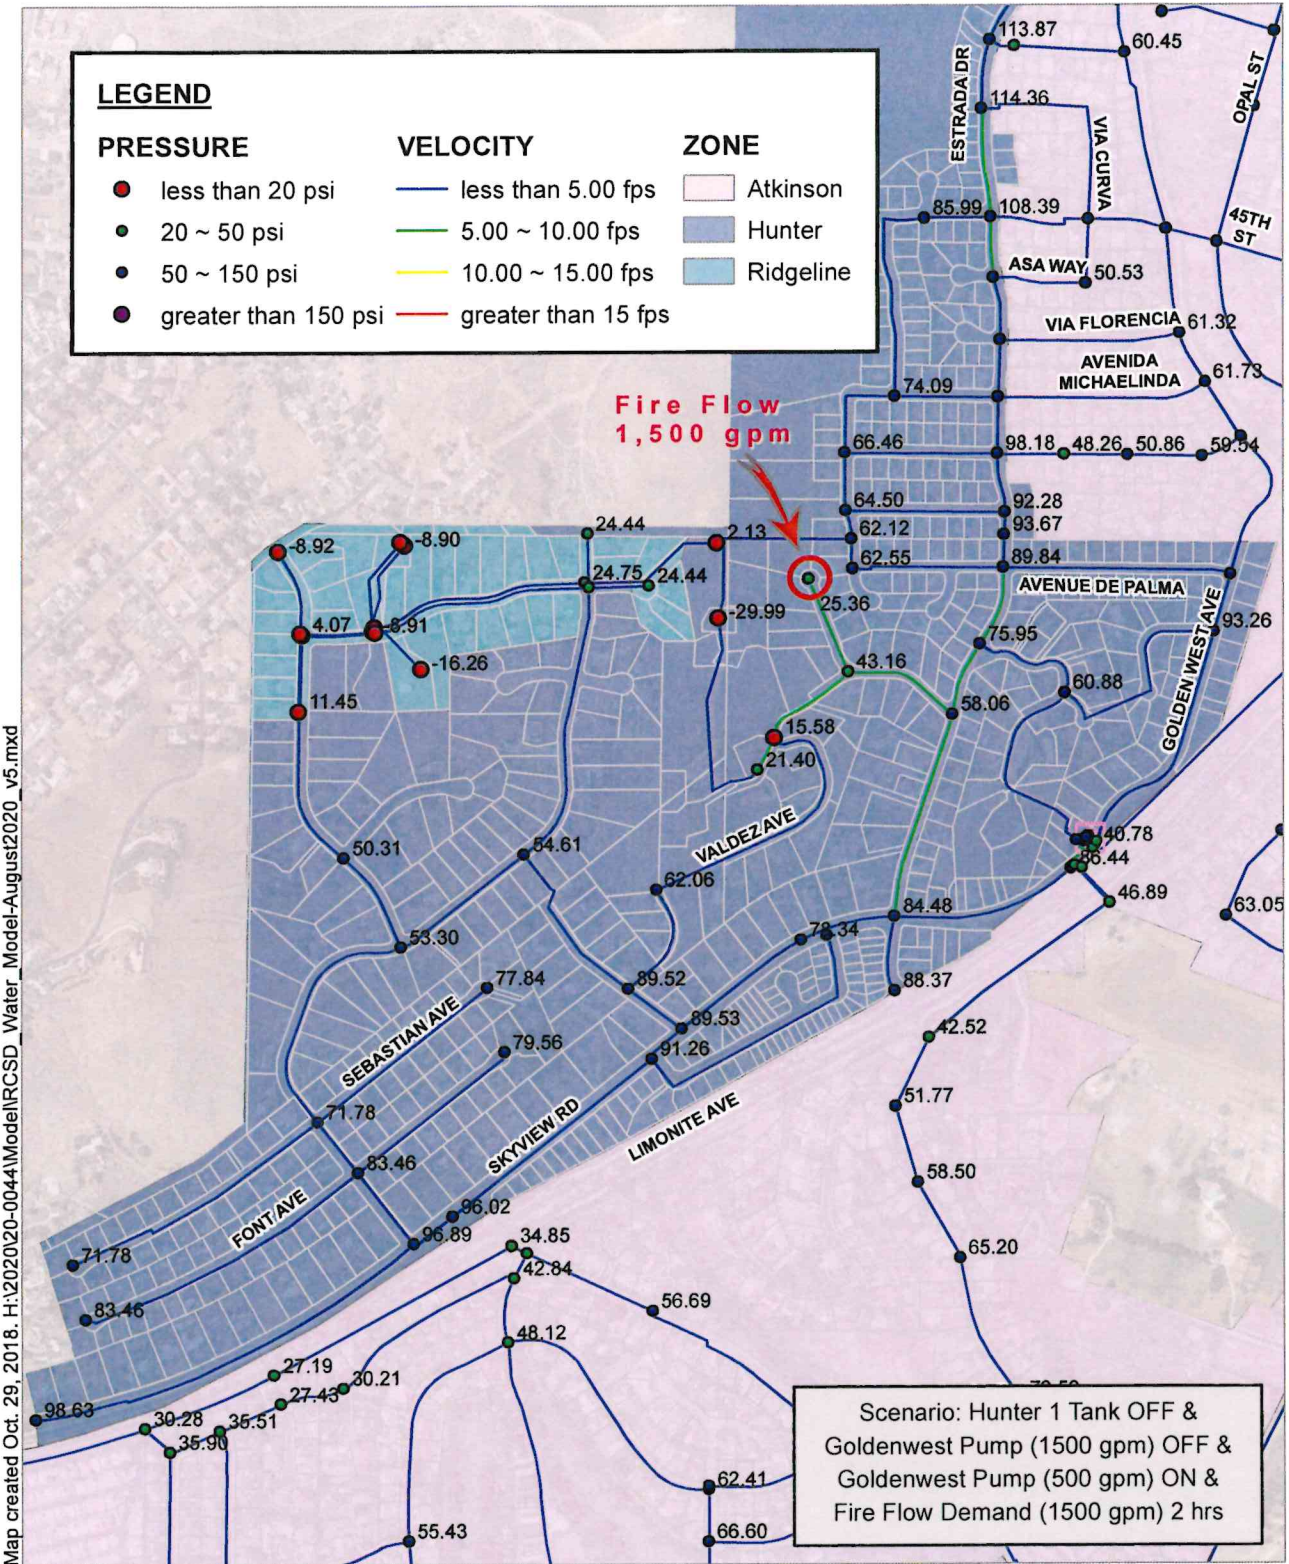 LEGEND
PRESSURE
less than 20 psi
20 ~ 50 psi
50 ~ 150 psi
greater than 150 psi
VELOCITY
less than 5.00 fps
5.00 ~ 10.00 fps
10.00 ~ 15.00 fps
greater than 15 fps
ZONE
Atkinson
Hunter
Ridgeline
113.87
60.45
ESTRADA DR
OPAL ST
114.36
VIA CURVA
85.99
108.39
45TH
ST
ASA WAY
50.53
VIA FLORENCIA
61.32
AVENIDA
MICHAELINDA
61.73
74.09
Fire Flow
1,500 gpm
66.46
98.18
48.26
50.86
59.54
64.50
92.28
93.67
62.12
62.55
89.84
AVENUE DE PALMA
24.44
2.13
-8.92
-8.90
24.75
24.44
25.36
-29.99
4.07
-8.91
-16.26
11.45
75.95
93.26
GOLDEN WEST AVE
43.16
60.88
58.06
15.58
21.40
VALDEZ AVE
50.31
54.61
62.06
40.78
86.44
46.89
84.48
63.05
53.30
78.34
77.84
89.52
88.37
SEBASTIAN AVE
79.56
89.53
91.26
42.52
51.77
71.78
SKYVIEW RD
LIMONITE AVE
83.46
58.50
FONT AVE
96.02
96.89
34.85
65.20
71.78
42.84
83.46
56.69
48.12
27.19
30.21
27.43
98.63
30.28
35.51
35.90
62.41
55.43
66.60
Scenario: Hunter 1 Tank OFF &
Goldenwest Pump (1500 gpm) OFF &
Goldenwest Pump (500 gpm) ON &
Fire Flow Demand (1500 gpm) 2 hrs
Map created Oct. 29, 2018. H:\2020\20-0044\Model\RCSD_Water_Model-August2020_v5.mxd